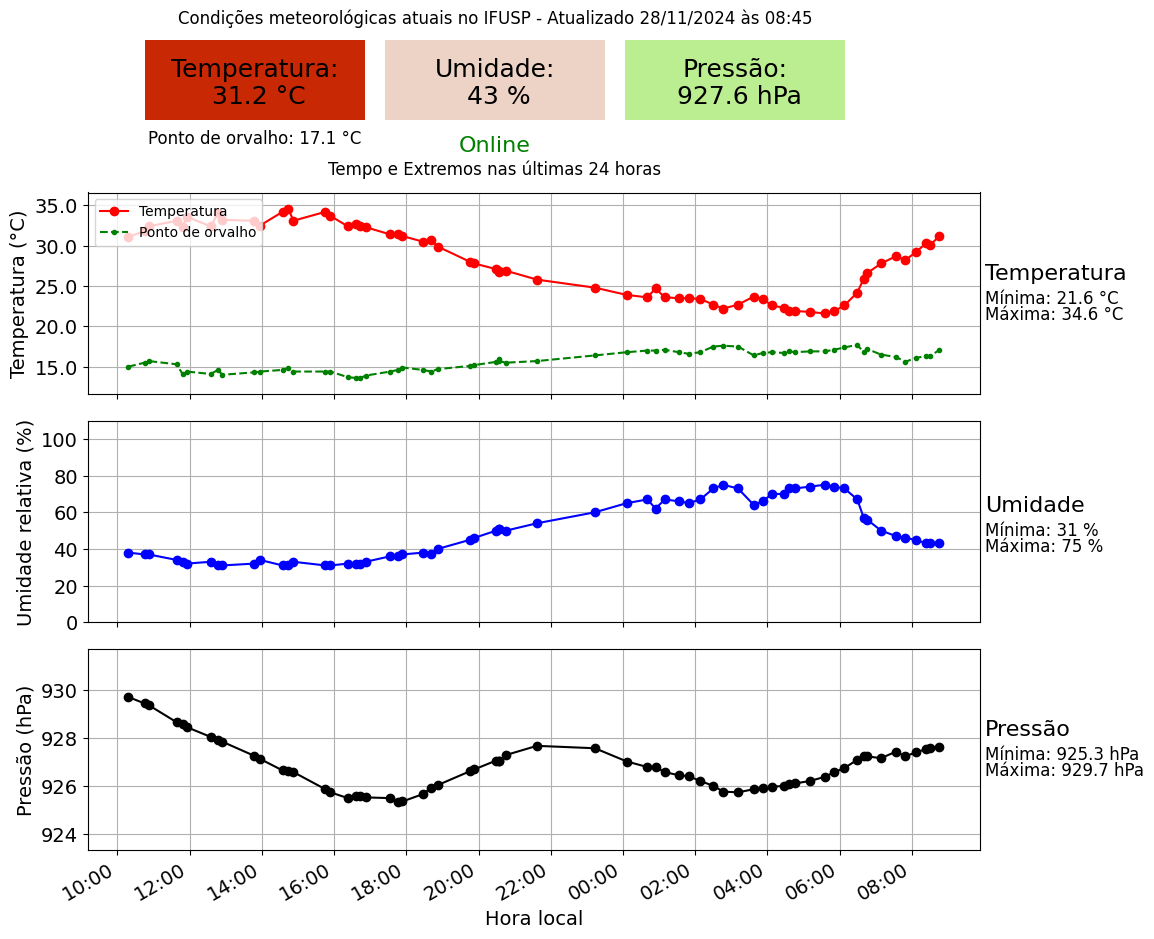 Condições meteorológicas atuais no IFUSP - Atualizado 28/11/2024 às 08:45
Temperatura:
31.2 °C
Umidade:
43 %
Pressão:
927.6 hPa
Ponto de orvalho: 17.1 °C
Online
Tempo e Extremos nas últimas 24 horas
Temperatura (°C)
35.0
30.0
25.0
20.0
15.0
Temperatura
Ponto de orvalho
Temperatura
Mínima: 21.6 °C
Máxima: 34.6 °C
Umidade relativa (%)
100
80
60
40
20
0
Umidade
Mínima: 31 %
Máxima: 75 %
Pressão (hPa)
930
928
926
924
Pressão
Mínima: 925.3 hPa
Máxima: 929.7 hPa
10:00 12:00 14:00 16:00 18:00 20:00 22:00 00:00 02:00 04:00 06:00 08:00
Hora local